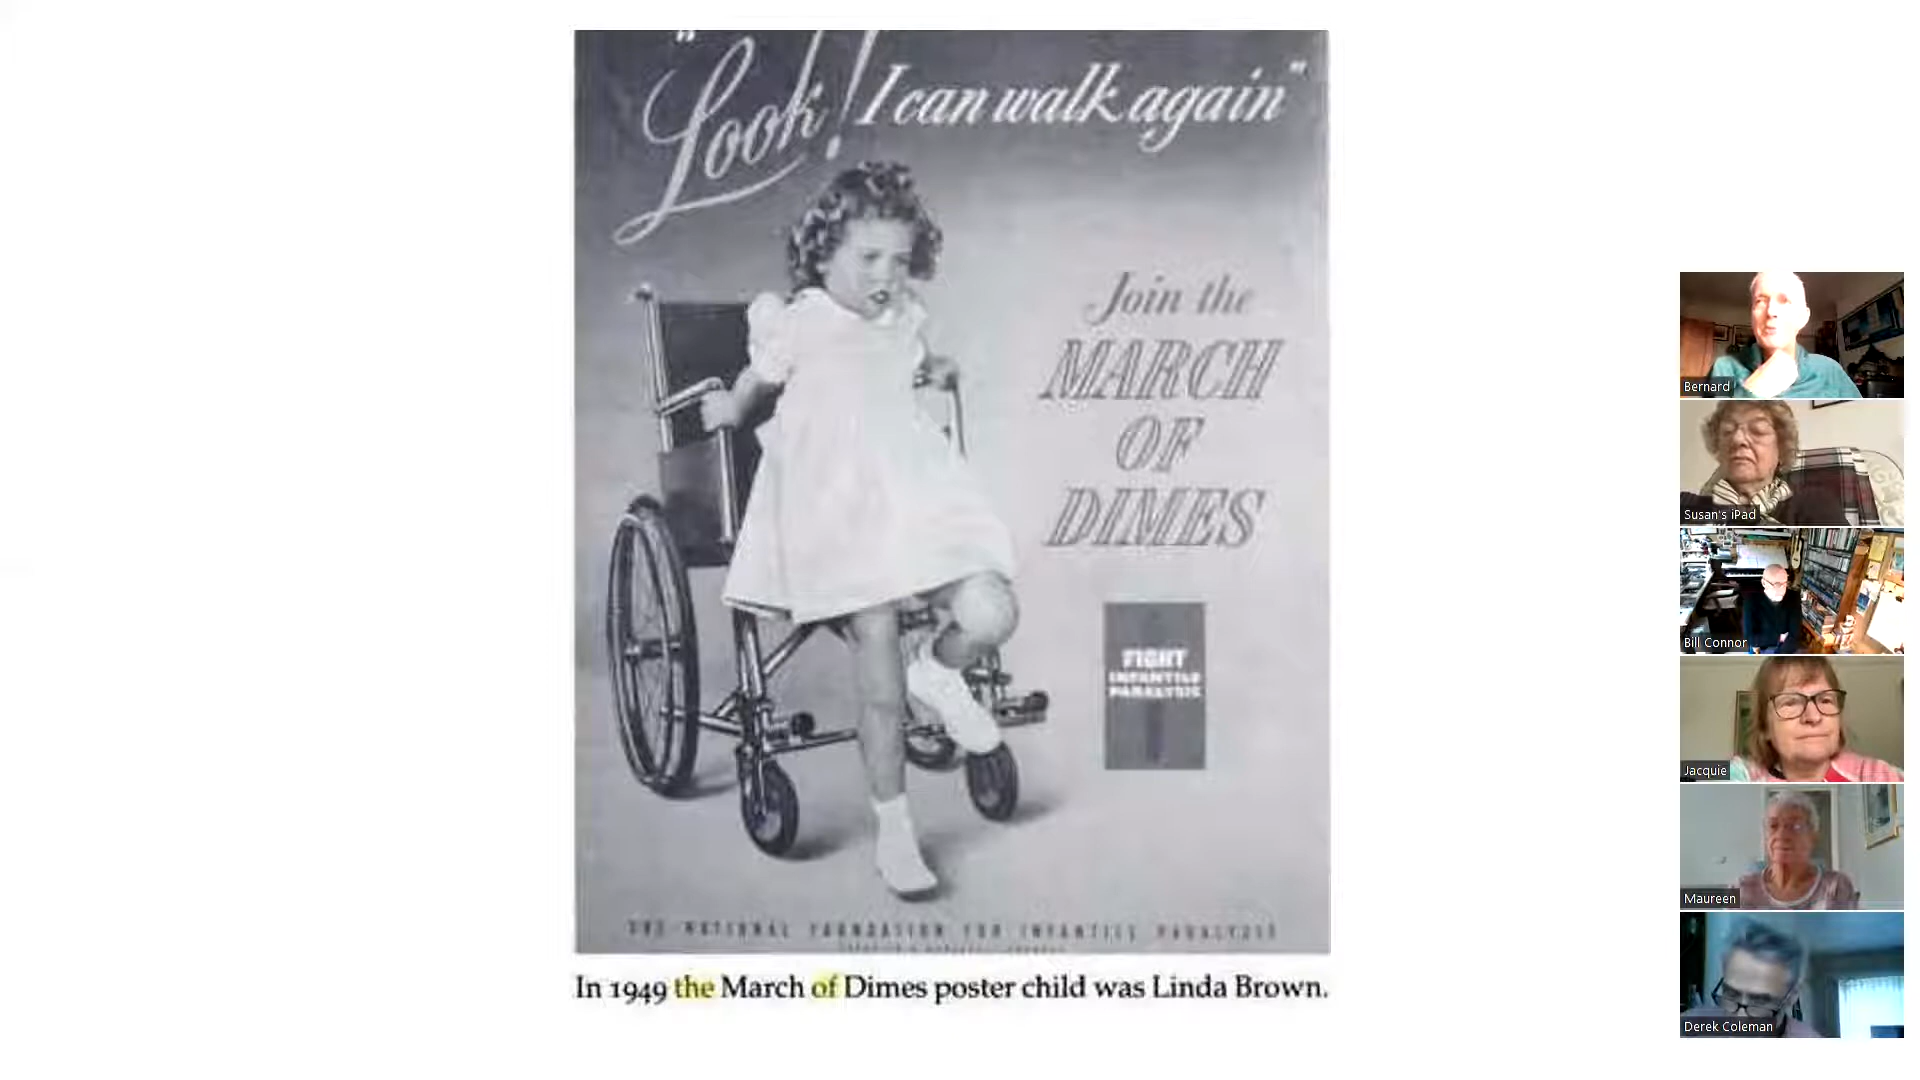 "Look! I can walk again"
Join the
MARCH
OF
DIMES
FIGHT
INFANTILE
PARALYSIS
THE NATIONAL FOUNDATION FOR INFANTILE PARALYSIS
In 1949 the March of Dimes poster child was Linda Brown.
Bernard
Susan's iPad
Bill Connor
Jacquie
Maureen
Derek Coleman